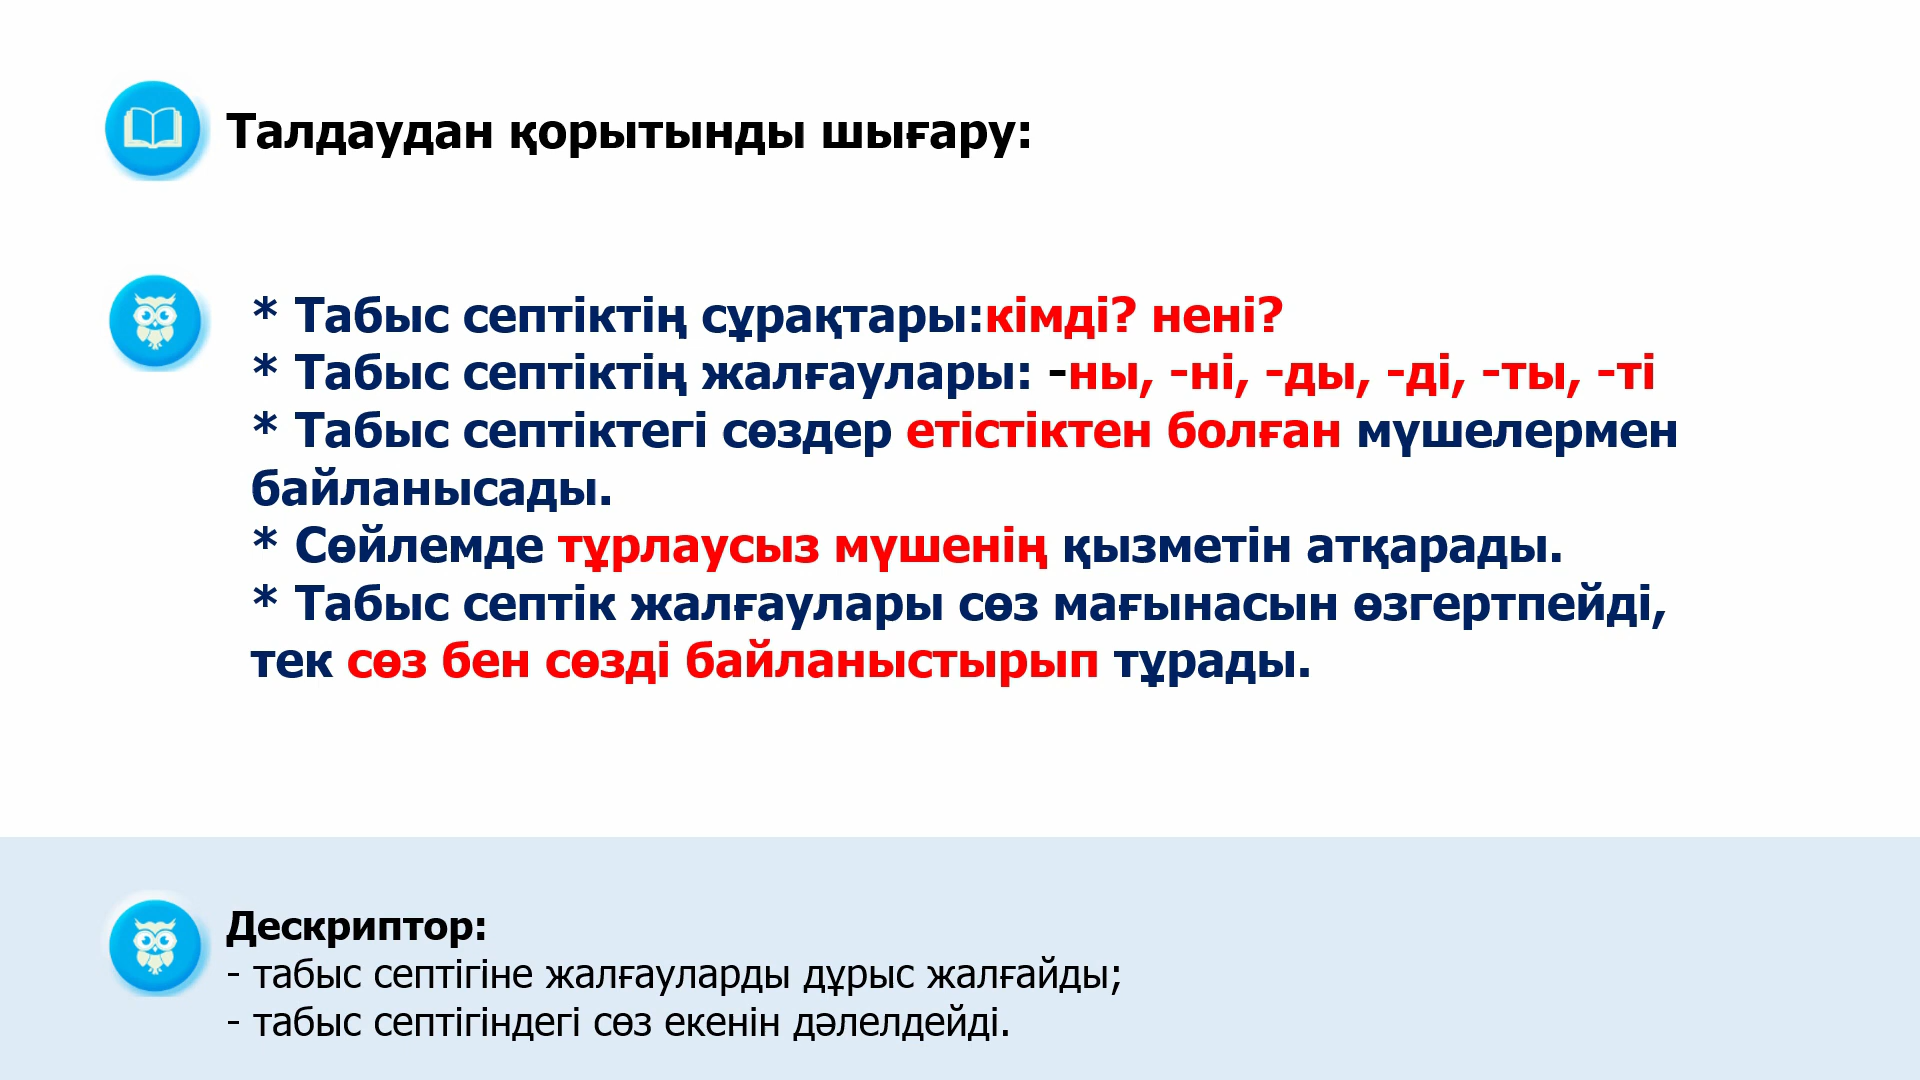 Талдаудан қорытынды шығару:
* Табыс септіктің сұрақтары:кімді? нені?
* Табыс септіктің жалғаулары: -ны, -ні, -ды, -ді, -ты, -ті
* Табыс септіктегі сөздер етістіктен болған мүшелермен
байланысады.
* Сөйлемде тұрлаусыз мүшенің қызметін атқарады.
* Табыс септік жалғаулары сөз мағынасын өзгертпейді,
тек сөз бен сөзді байланыстырып тұрады.
Дескриптор:
- табыс септігіне жалғауларды дұрыс жалғайды;
- табыс септігіндегі сөз екенін дәлелдейді.